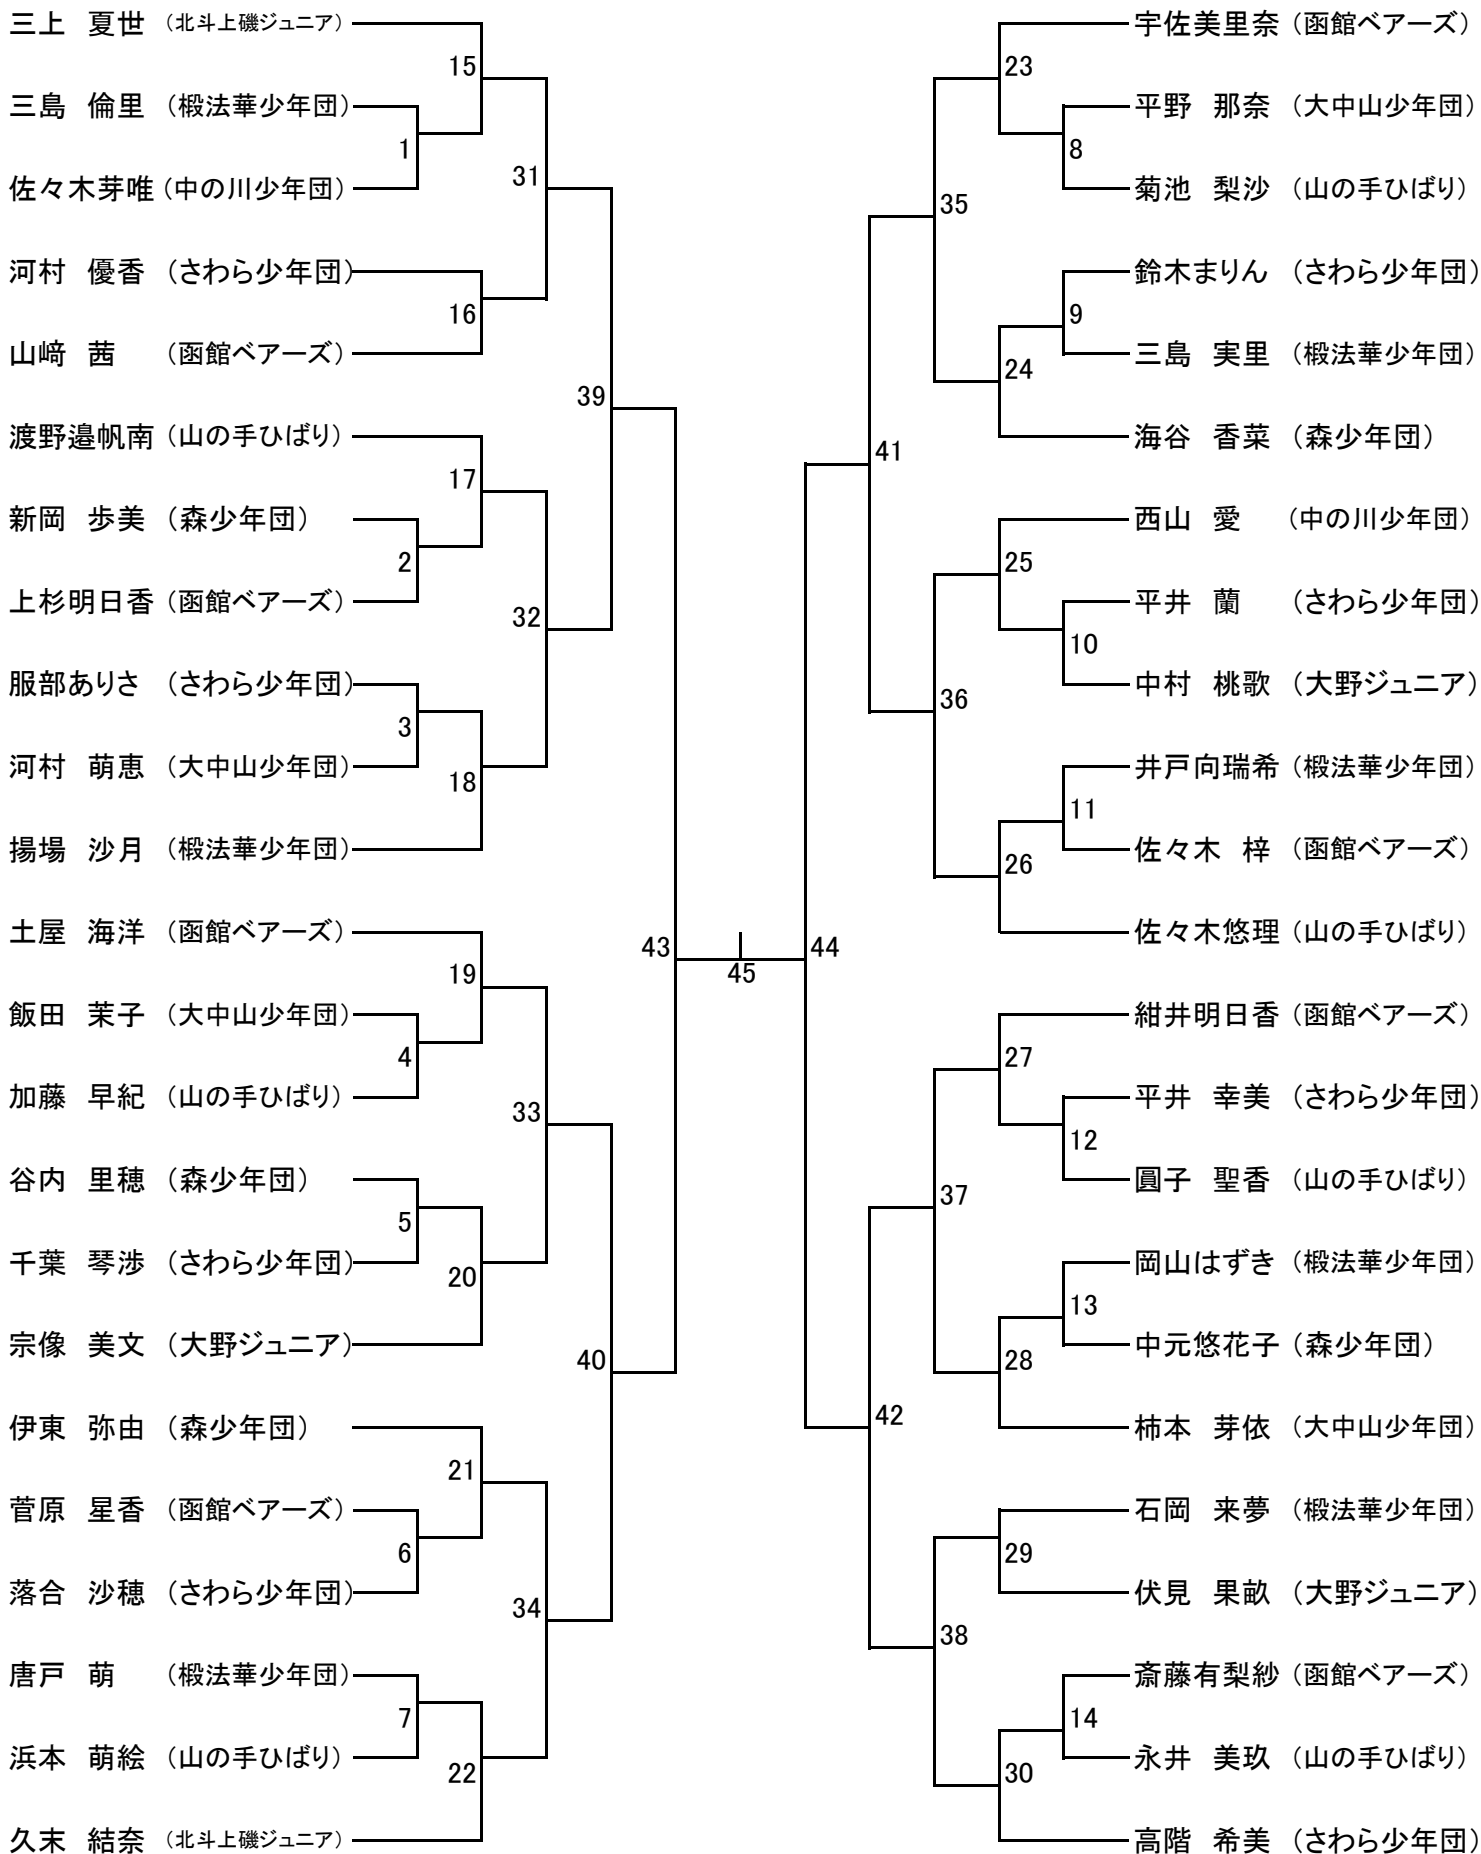 三上　夏世　（北斗上磯ジュニア）
15
三島　倫里　（椴法華少年団）
1
佐々木芽唯（中の川少年団）
31
河村　優香　（さわら少年団）
16
山﨑　茜　　（函館ベアーズ）
39
渡野邉帆南（山の手ひばり）
17
新岡　歩美　（森少年団）
2
上杉明日香（函館ベアーズ）
32
服部ありさ　（さわら少年団）
3
河村　萌恵　（大中山少年団）
18
揚場　沙月　（椴法華少年団）
土屋　海洋　（函館ベアーズ）
43
19
飯田　茉子　（大中山少年団）
4
加藤　早紀　（山の手ひばり）
33
谷内　里穂　（森少年団）
5
千葉　琴渉　（さわら少年団）
20
宗像　美文　（大野ジュニア）
40
伊東　弥由　（森少年団）
21
菅原　星香　（函館ベアーズ）
6
落合　沙穂　（さわら少年団）
34
唐戸　萌　　（椴法華少年団）
7
浜本　萌絵　（山の手ひばり）
22
久末　結奈　（北斗上磯ジュニア）
45
宇佐美里奈（函館ベアーズ）
23
平野　那奈　（大中山少年団）
8
菊池　梨沙　（山の手ひばり）
35
鈴木まりん　（さわら少年団）
9
三島　実里　（椴法華少年団）
24
海谷　香菜　（森少年団）
41
西山　愛　　（中の川少年団）
25
平井　蘭　　（さわら少年団）
10
中村　桃歌　（大野ジュニア）
36
井戸向瑞希（椴法華少年団）
11
佐々木　梓　（函館ベアーズ）
26
佐々木悠理（山の手ひばり）
44
紺井明日香（函館ベアーズ）
27
平井　幸美　（さわら少年団）
12
圓子　聖香　（山の手ひばり）
37
岡山はずき　（椴法華少年団）
13
中元悠花子（森少年団）
28
柿本　芽依　（大中山少年団）
42
石岡　来夢　（椴法華少年団）
29
伏見　果畝　（大野ジュニア）
38
斎藤有梨紗（函館ベアーズ）
14
永井　美玖　（山の手ひばり）
30
高階　希美　（さわら少年団）